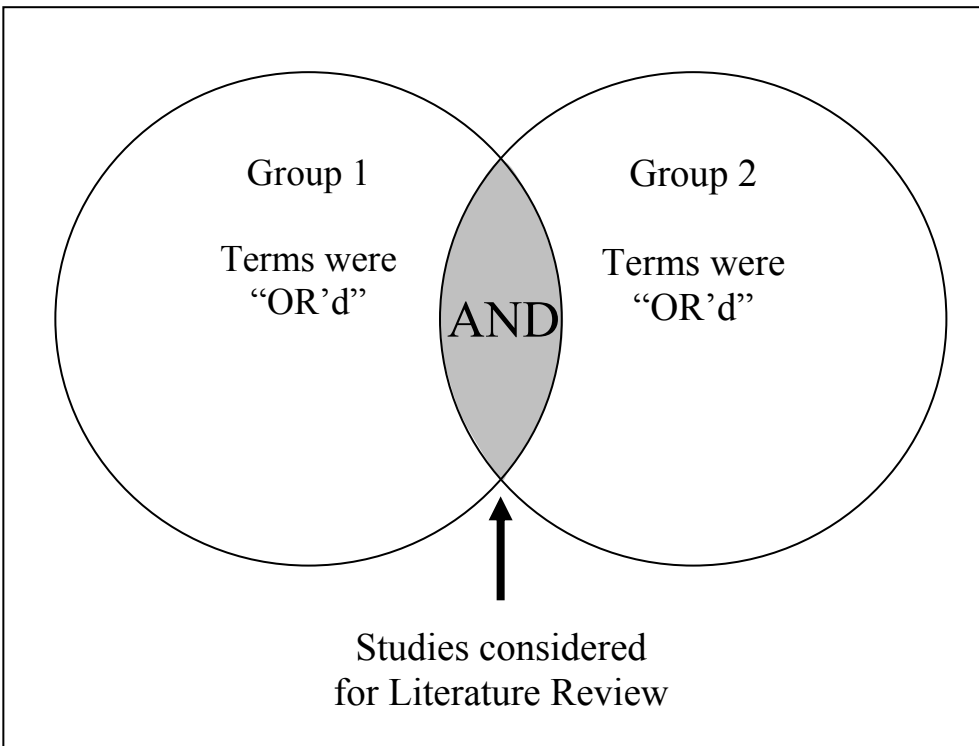 Group 1
Terms were
“OR’d”
AND
Group 2
Terms were
“OR’d”
Studies considered
for Literature Review